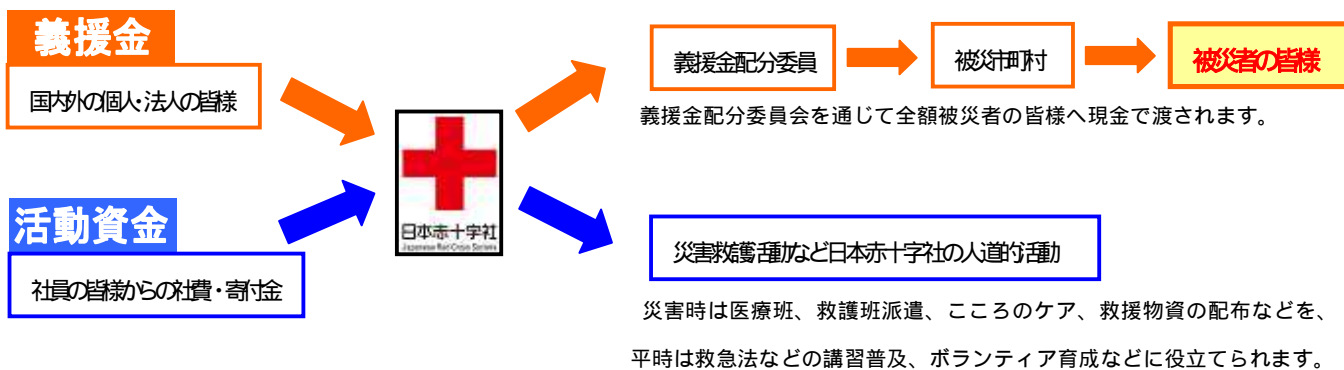 義援金
国内外の個人・法人の皆様
義援金配分委員
被災市町村
被災者の皆様
義援金配分委員会を通じて全額被災者の皆様へ現金で渡されます。
日本赤十字社
Japanese Red Cross Society
活動資金
社員の皆様からの社費・寄付金
災害救護活動など日本赤十字社の人道的活動
災害時は医療班、救護班派遣、こころのケア、救援物資の配布などを、
平時は救急法などの講習普及、ボランティア育成などに役立てられます。